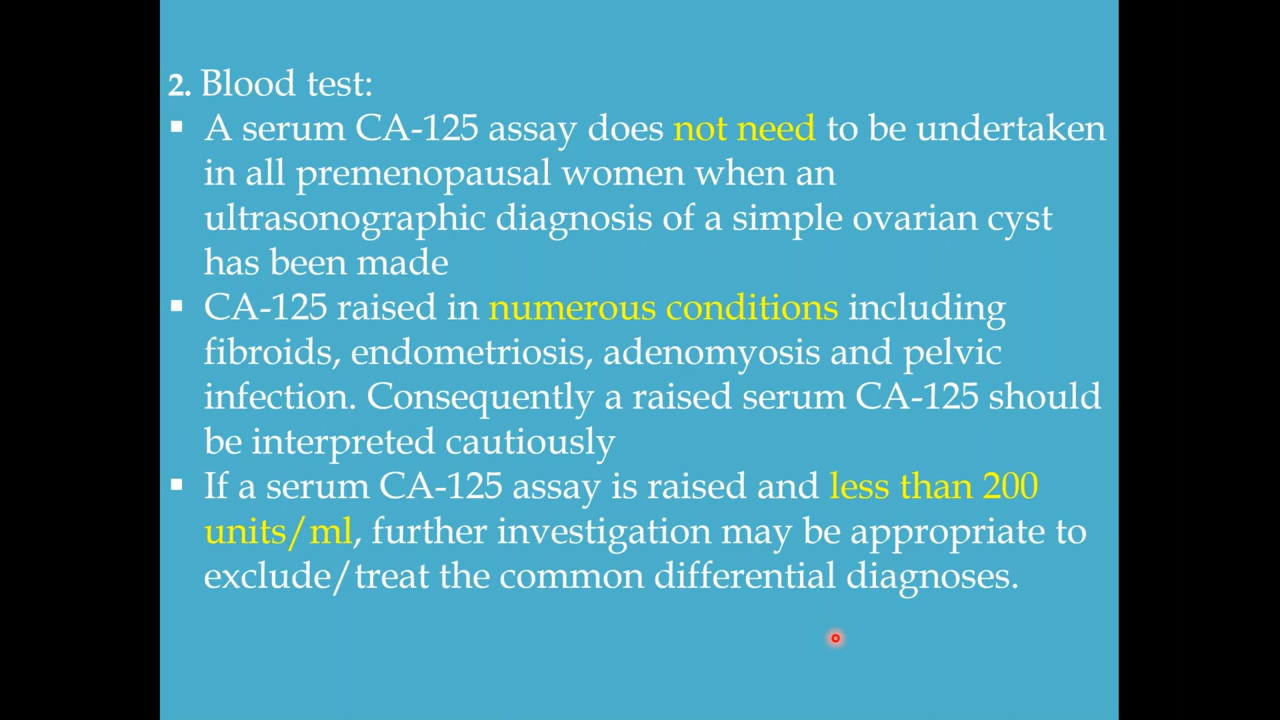 2. Blood test:
▪ A serum CA-125 assay does not need to be undertaken
in all premenopausal women when an
ultrasonographic diagnosis of a simple ovarian cyst
has been made
▪ CA-125 raised in numerous conditions including
fibroids, endometriosis, adenomyosis and pelvic
infection. Consequently a raised serum CA-125 should
be interpreted cautiously
▪ If a serum CA-125 assay is raised and less than 200
units/ml, further investigation may be appropriate to
exclude/treat the common differential diagnoses.